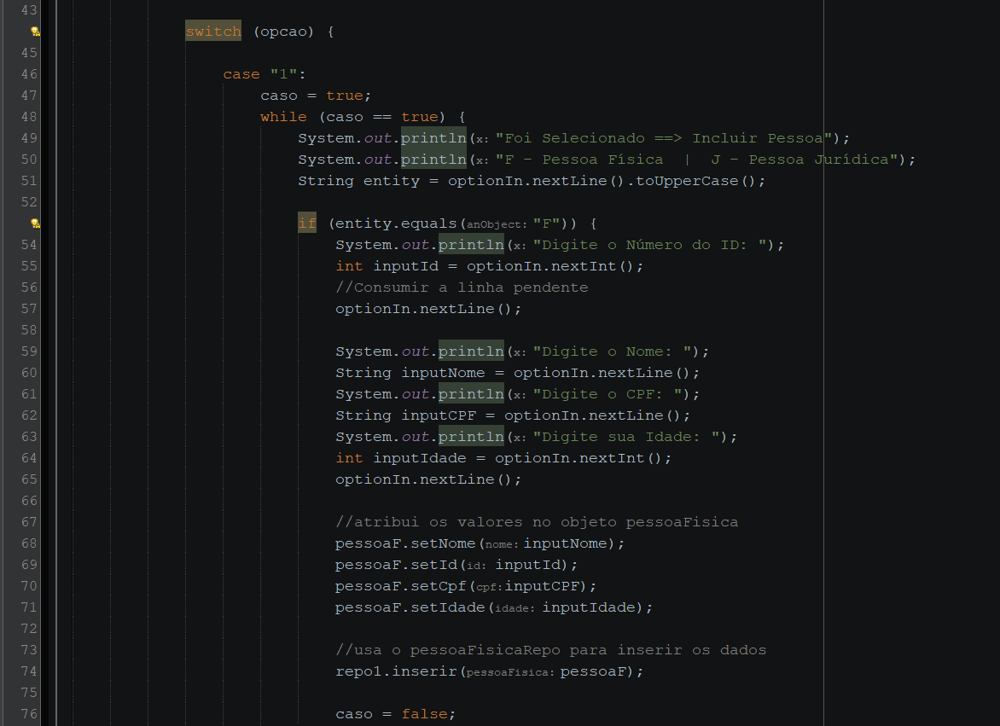 43
switch (opcao) {
45
46 case "1":
47 caso = true;
48 while (caso == true) {
49 System.out.println(x: "Foi Selecionado ==> Incluir Pessoa");
50 System.out.println(x: "F - Pessoa Física  |  J - Pessoa Jurídica");
51 String entity = optionIn.nextLine().toUpperCase();
52
if (entity.equals(anObject: "F")) {
54 System.out.println(x: "Digite o Número do ID: ");
55 int inputId = optionIn.nextInt();
56 //Consumir a linha pendente
57 optionIn.nextLine();
58
59 System.out.println(x: "Digite o Nome: ");
60 String inputNome = optionIn.nextLine();
61 System.out.println(x: "Digite o CPF: ");
62 String inputCPF = optionIn.nextLine();
63 System.out.println(x: "Digite sua Idade: ");
64 int inputIdade = optionIn.nextInt();
65 optionIn.nextLine();
66
67 //atribui os valores no objeto pessoaFisica
68 pessoaF.setNome(nome: inputNome);
69 pessoaF.setId(id: inputId);
70 pessoaF.setCpf(cpf: inputCPF);
71 pessoaF.setIdade(idade: inputIdade);
72
73 //usa o pessoaFisicaRepo para inserir os dados
74 repo1.inserir(pessoaFisica: pessoaF);
75
76 caso = false;